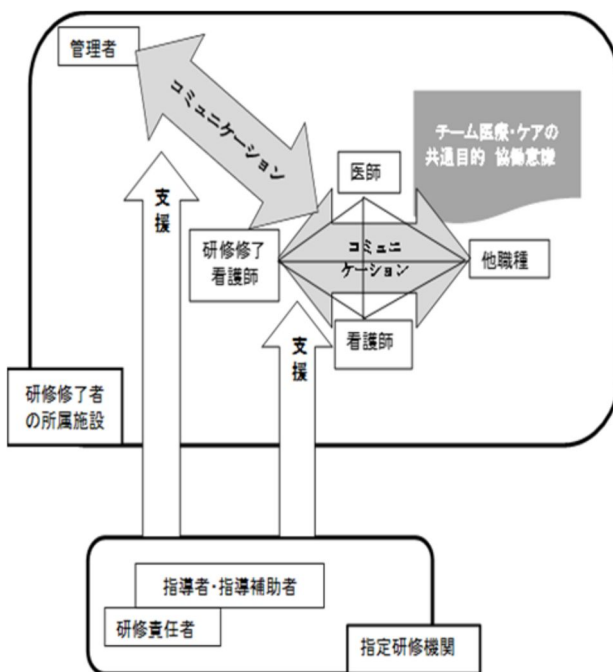 管理者
コミュニケーション
チーム医療・ケアの
共通目的 協働意識
医師
支
援
研修修了
看護師
コミュニ
ケーション
他職種
看護師
支
援
研修修了者
の所属施設
指導者・指導補助者
研修責任者
指定研修機関